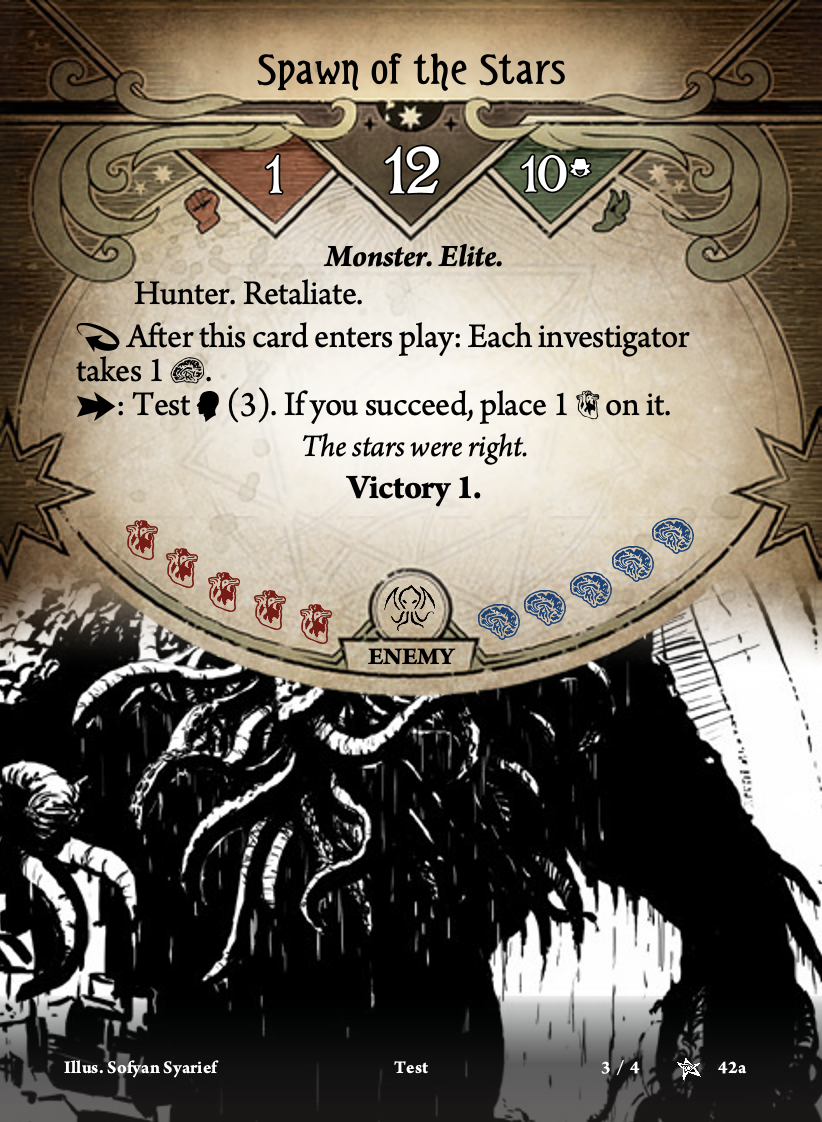 Spawn of the Stars
1
12
10
Monster. Elite.
Hunter. Retaliate.
After this card enters play: Each investigator
takes 1 .
: Test (3). If you succeed, place 1 on it.
The stars were right.
Victory 1.
ENEMY
Illus. Sofyan Syarief Test 3 / 4 42a